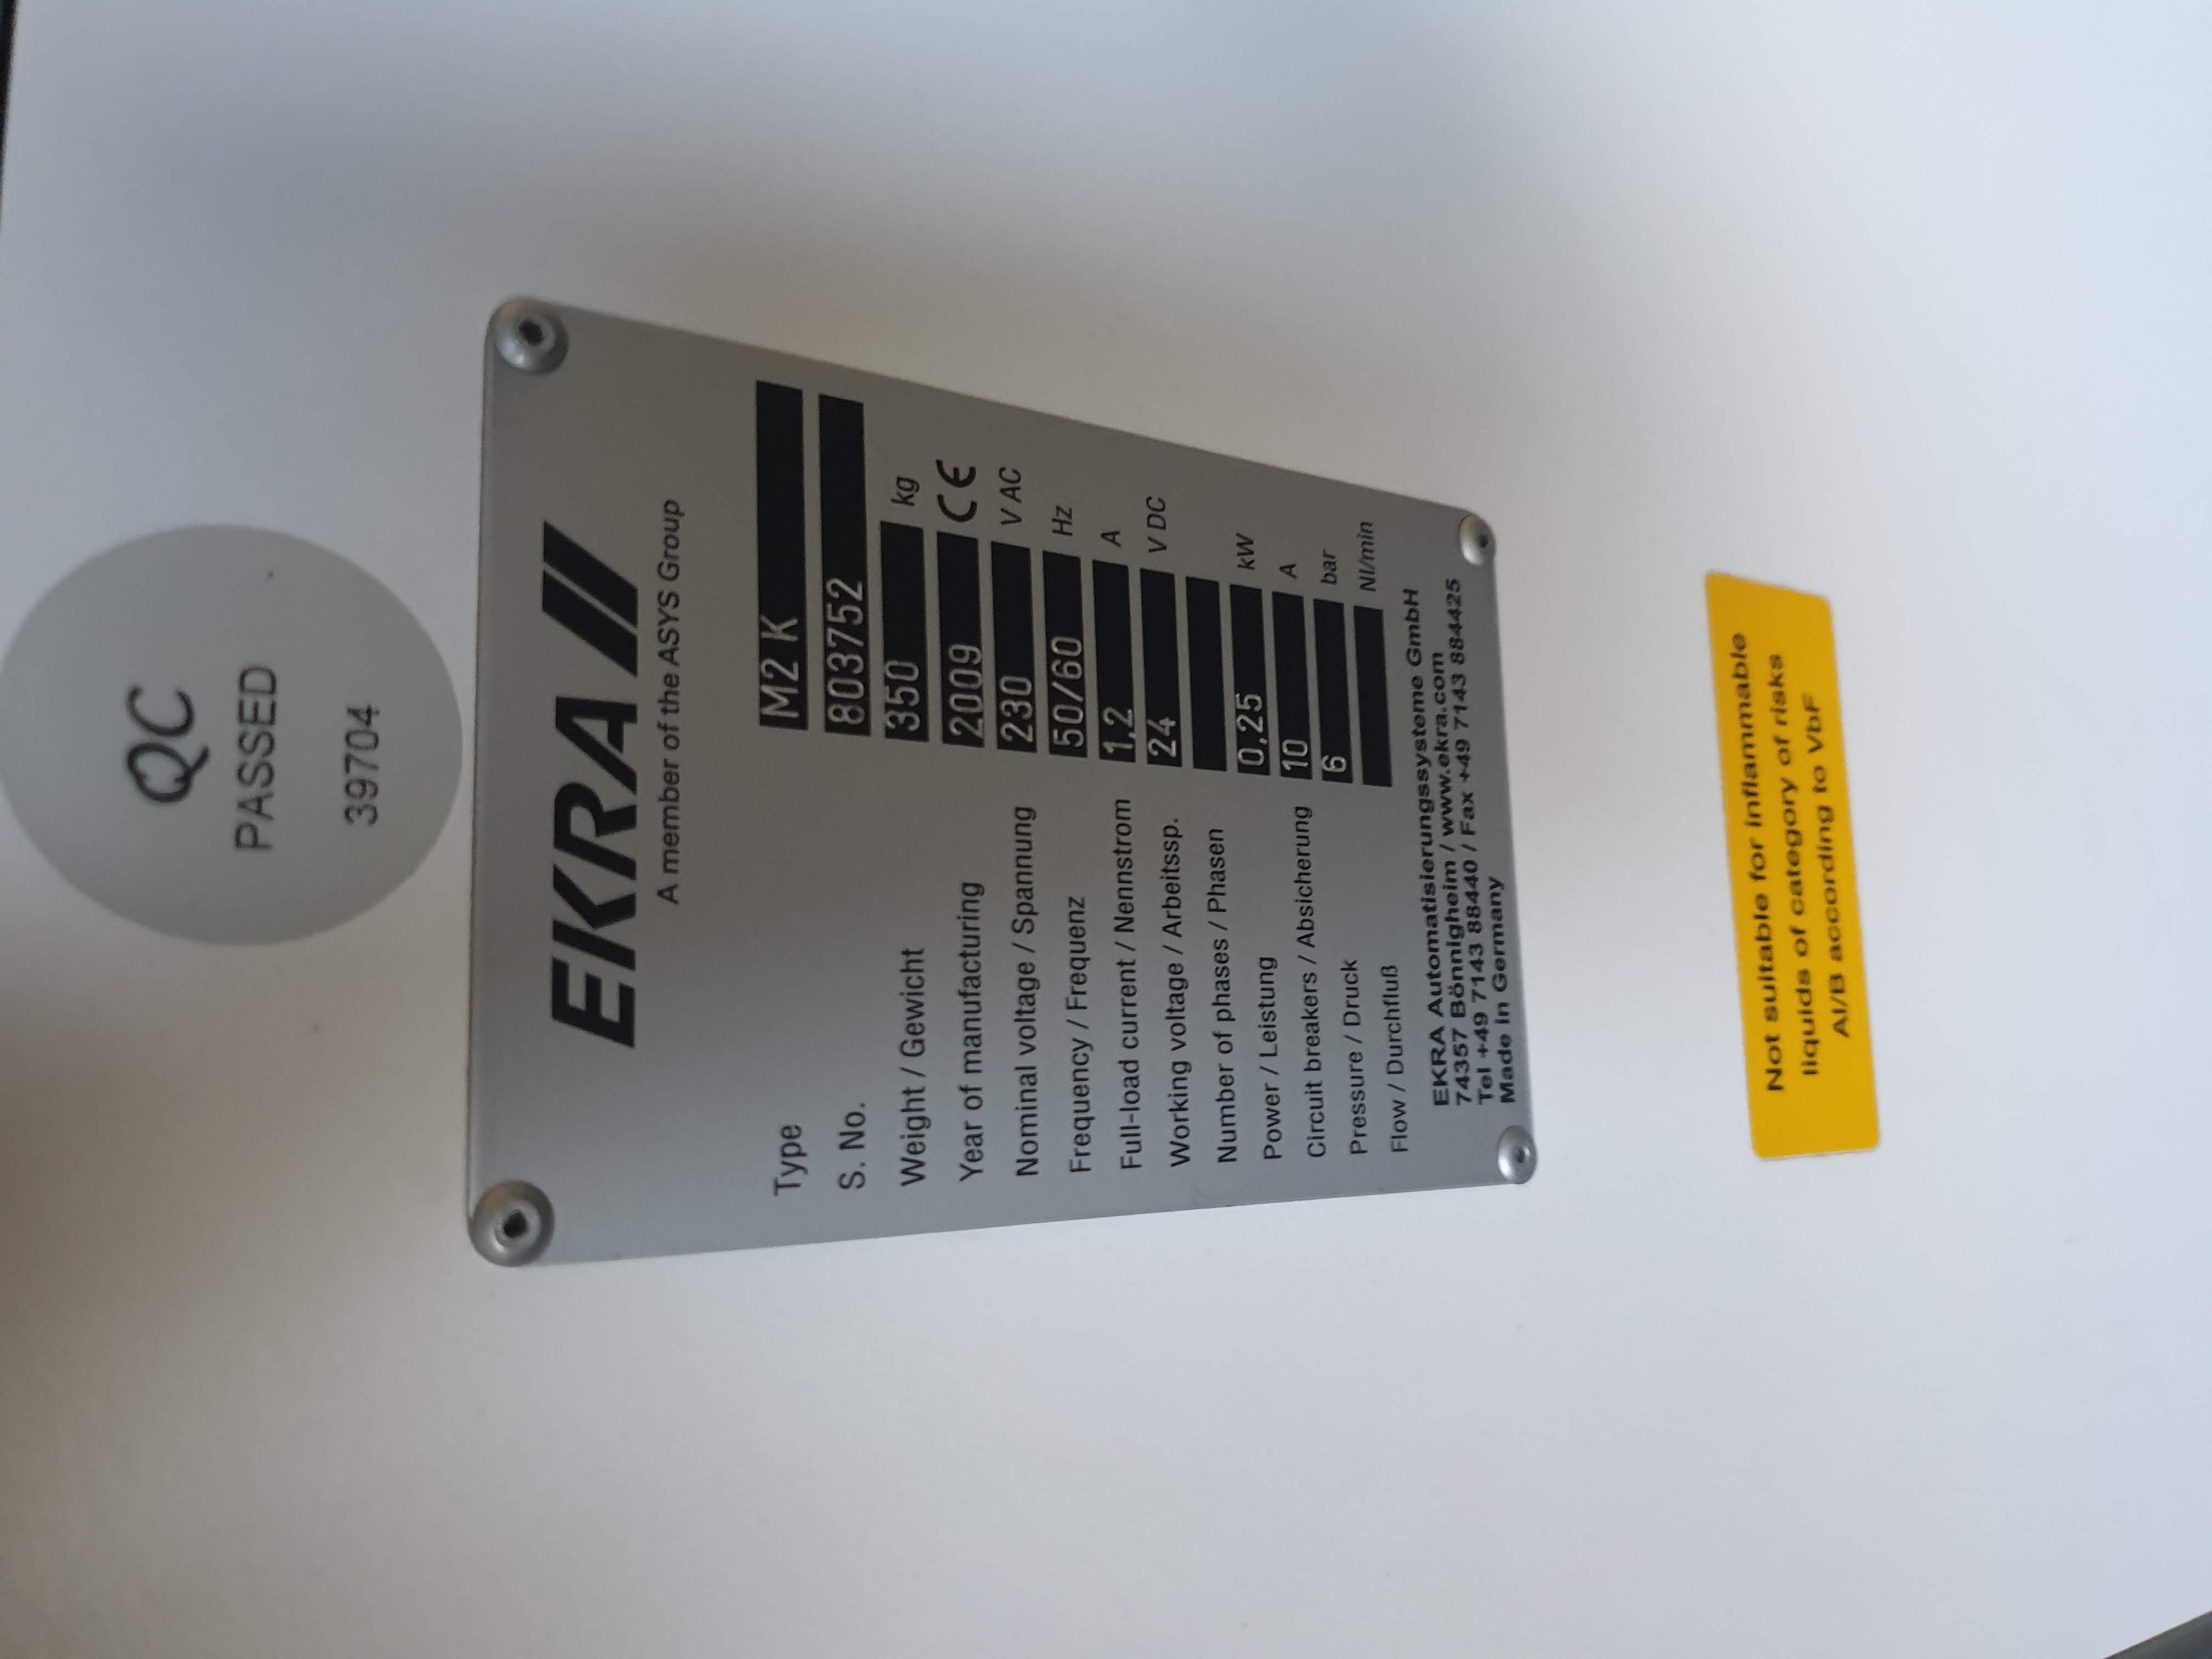 QC
PASSED
397704
EKRA
A member of the ASYS Group
Type M2 K
S. No. 803752
Weight / Gewicht 350 kg
Year of manufacturing 2009 CE
Nominal voltage / Spannung 230 V AC
Frequency / Frequenz 50/60 Hz
Full-load current / Nennstrom 1,2 A
Working voltage / Arbeitssp. 24 V DC
Number of phases / Phasen
Power / Leistung 0,25 kW
Circuit breakers / Absicherung 10 A
Pressure / Druck 6 bar
Flow / Durchfluß Nl/min
EKRA Automatisierungssysteme GmbH
74357 Bönnigheim / www.ekra.com
Tel +49 7143 88440 / Fax +49 7143 884425
Made in Germany
Not suitable for inflammable
liquids of category of risks
AI/B according to VbF